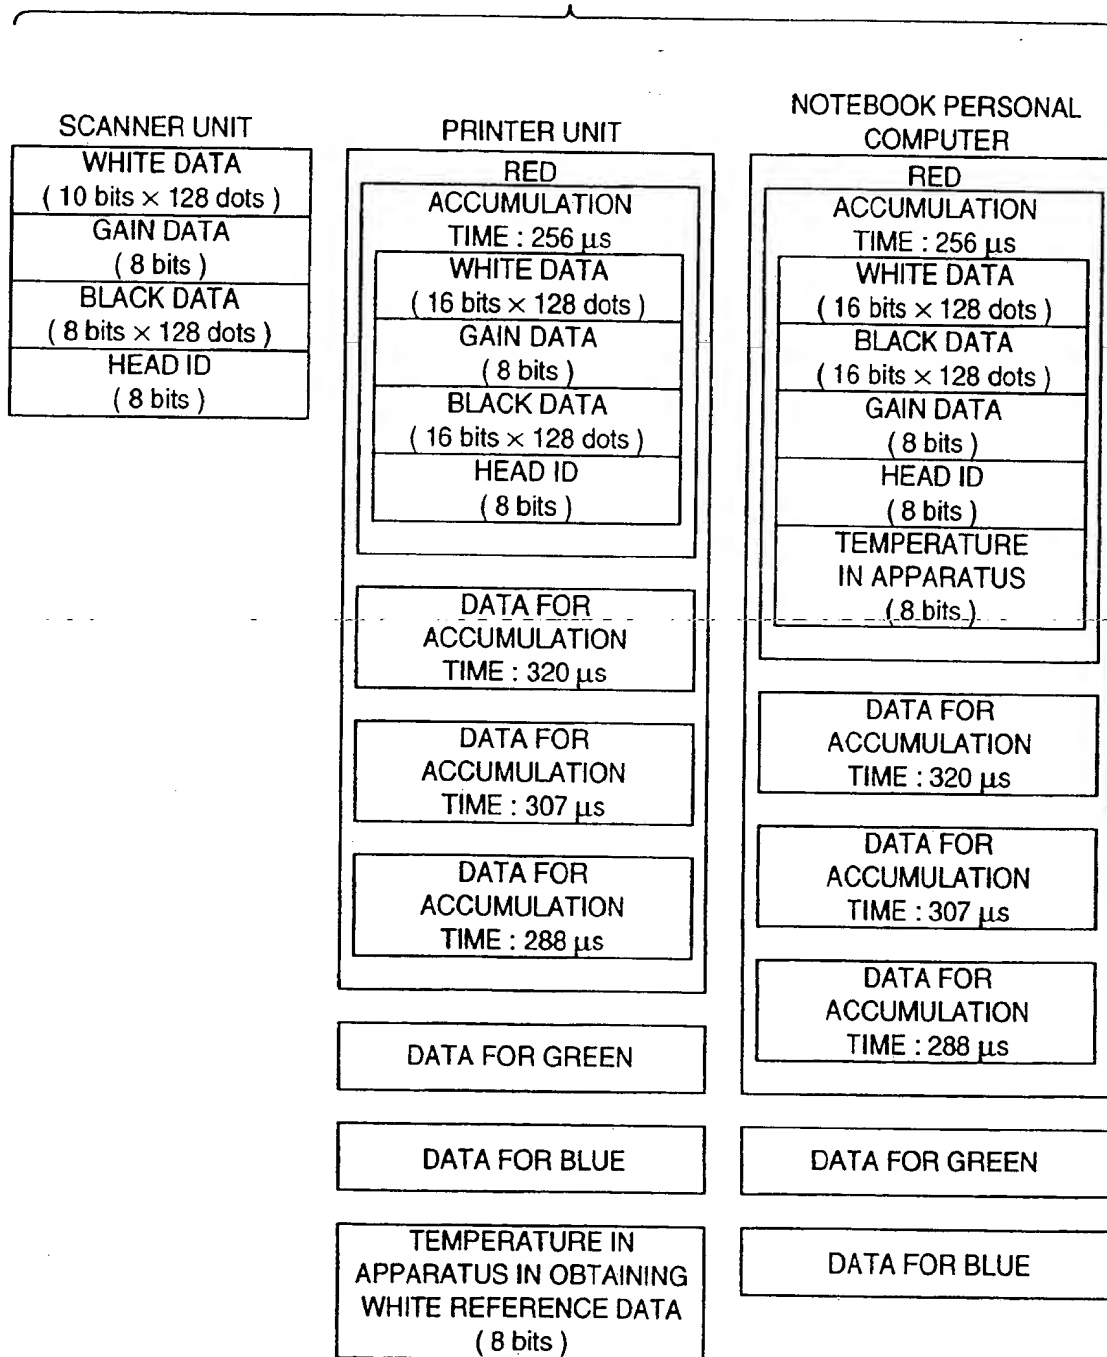 SCANNER UNIT
WHITE DATA
( 10 bits × 128 dots )
GAIN DATA
( 8 bits )
BLACK DATA
( 8 bits × 128 dots )
HEAD ID
( 8 bits )
PRINTER UNIT
RED
ACCUMULATION
TIME : 256 µs
WHITE DATA
( 16 bits × 128 dots )
GAIN DATA
( 8 bits )
BLACK DATA
( 16 bits × 128 dots )
HEAD ID
( 8 bits )
DATA FOR
ACCUMULATION
TIME : 320 µs
DATA FOR
ACCUMULATION
TIME : 307 µs
DATA FOR
ACCUMULATION
TIME : 288 µs
DATA FOR GREEN
DATA FOR BLUE
TEMPERATURE IN
APPARATUS IN OBTAINING
WHITE REFERENCE DATA
( 8 bits )
NOTEBOOK PERSONAL
COMPUTER
RED
ACCUMULATION
TIME : 256 µs
WHITE DATA
( 16 bits × 128 dots )
BLACK DATA
( 16 bits × 128 dots )
GAIN DATA
( 8 bits )
HEAD ID
( 8 bits )
TEMPERATURE
IN APPARATUS
( 8 bits )
DATA FOR
ACCUMULATION
TIME : 320 µs
DATA FOR
ACCUMULATION
TIME : 307 µs
DATA FOR
ACCUMULATION
TIME : 288 µs
DATA FOR GREEN
DATA FOR BLUE